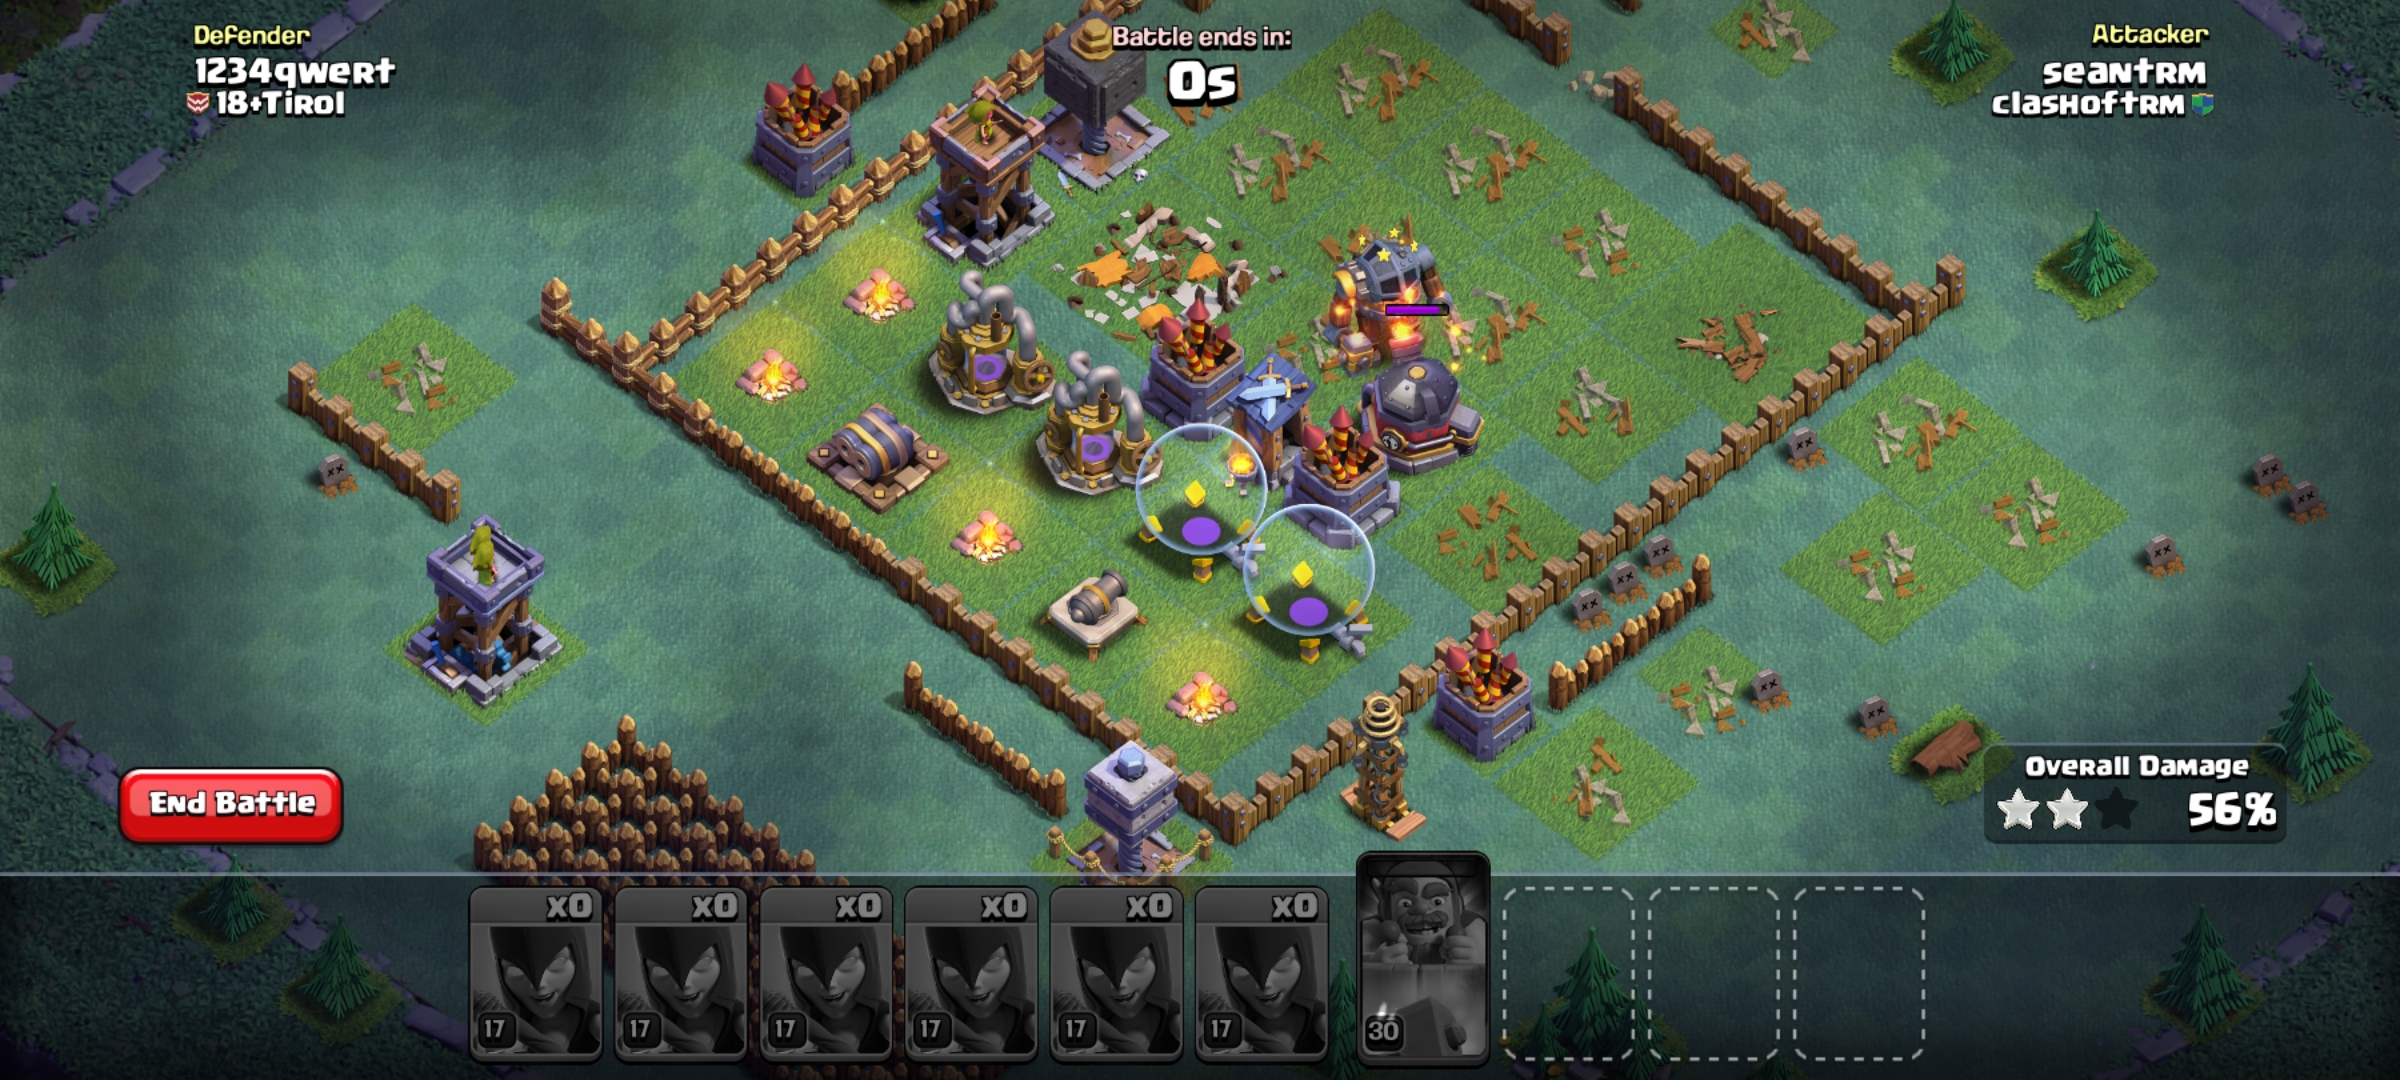 Defender
1234qwert
18+Tirol
Battle ends in:
0s
Attacker
seantRM
clashoftRM
End Battle
Overall Damage
56%
x0 x0 x0 x0 x0 x0
17 17 17 17 17 17 30